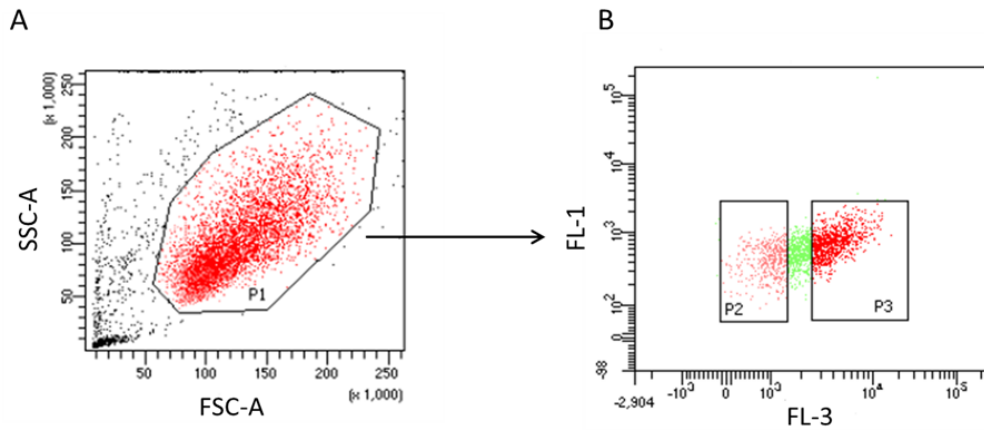 A
B
SSC-A
(x 1,000)
250
200
150
100
50
P1
50 100 150 200 250
(x 1,000)
FSC-A
FL-1
10^5
10^4
10^3
10^2
0
-98
P2
P3
-2,904 -10^3 0 10^3 10^4 10^5
FL-3